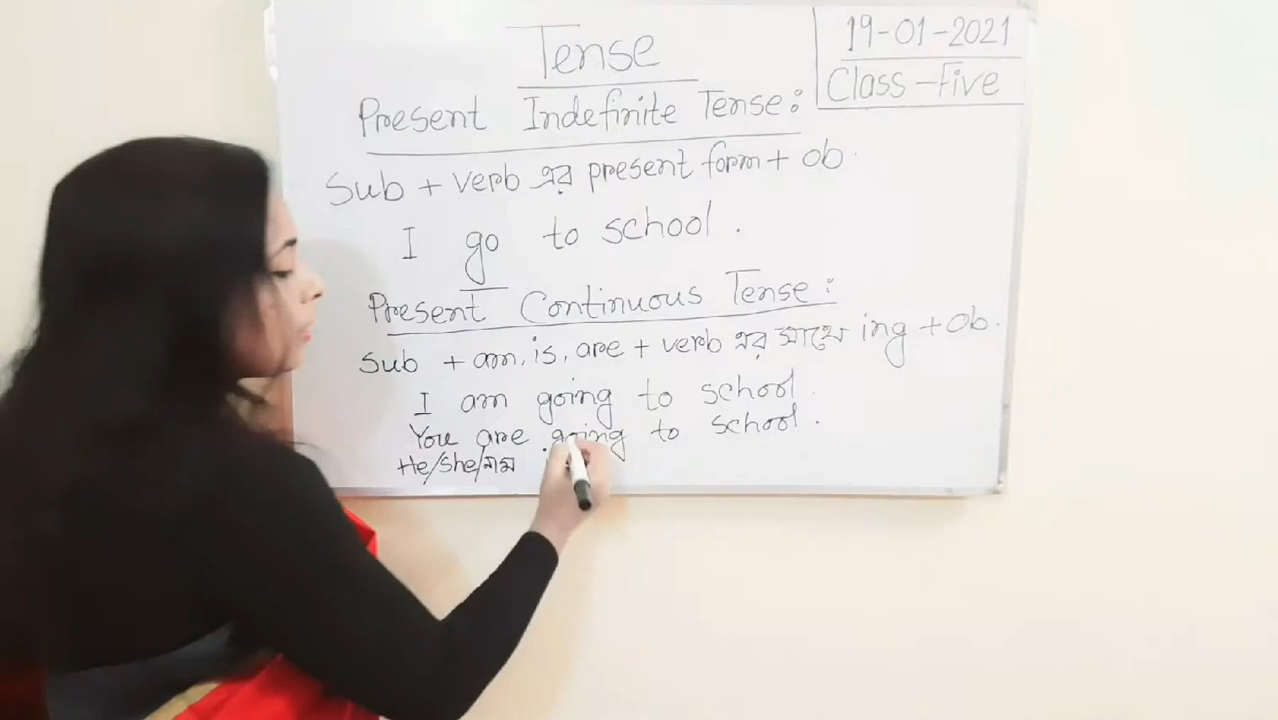 Tense
19-01-2021
Class-Five
Present Indefinite Tense:
Sub + verb এর present form + ob.
I go to school.
Present Continuous Tense:
Sub + am, is, are + verb এর সাথে ing + ob.
I am going to school.
You are going to school.
He/She/নাম